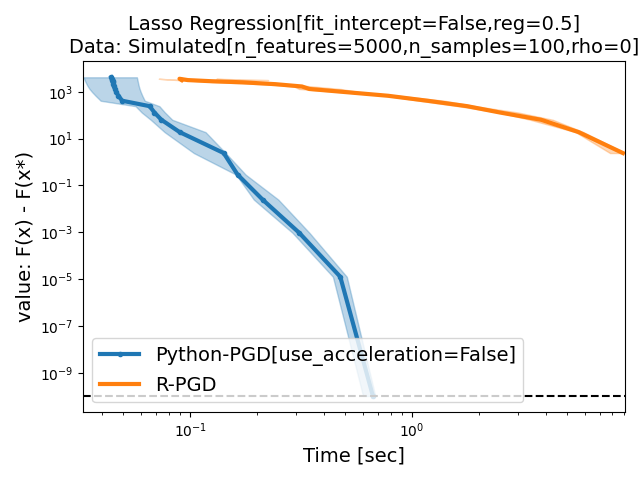 Lasso Regression[fit_intercept=False,reg=0.5]
Data: Simulated[n_features=5000,n_samples=100,rho=0]
value: F(x) - F(x*)
10³
10¹
10⁻¹
10⁻³
10⁻⁵
10⁻⁷
10⁻⁹
Python-PGD[use_acceleration=False]
R-PGD
10⁻¹ 10⁰
Time [sec]